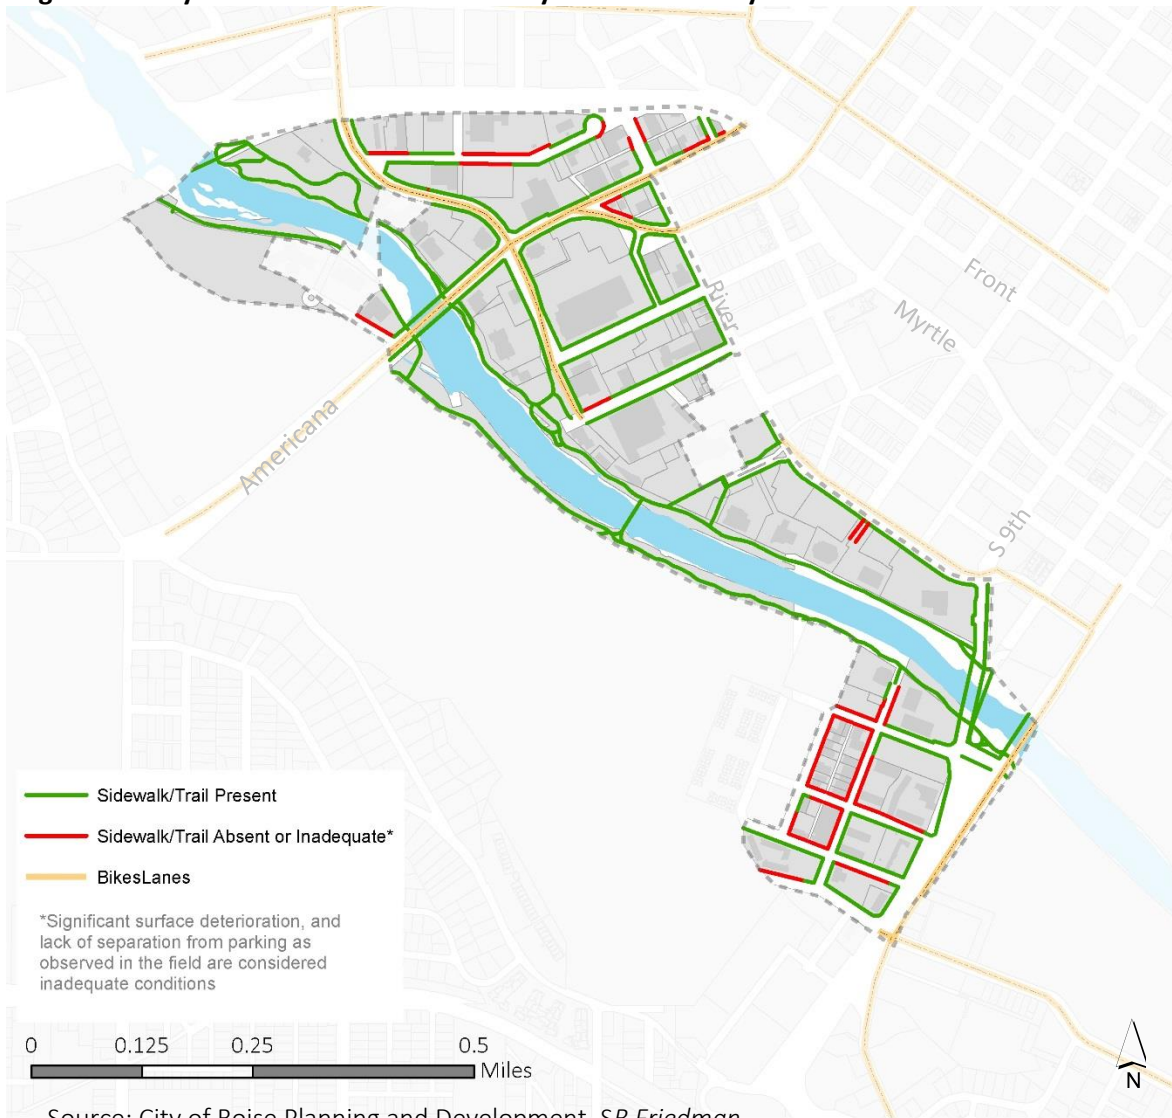 Front
Myrtle
River
Americana
S 9th
Sidewalk/Trail Present
Sidewalk/Trail Absent or Inadequate*
BikesLanes
*Significant surface deterioration, and
lack of separation from parking as
observed in the field are considered
inadequate conditions
0 0.125 0.25 0.5
Miles
N
Source: City of Boise Planning and Development, SB Friedman